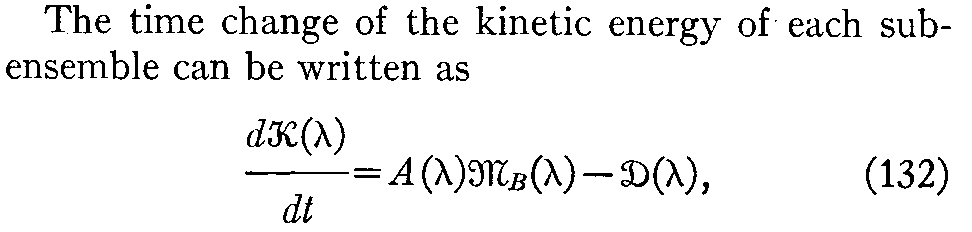 The time change of the kinetic energy of each sub-
ensemble can be written as
d𝒦(λ)
dt
= A(λ)ℳ_B(λ) − 𝒟(λ), (132)